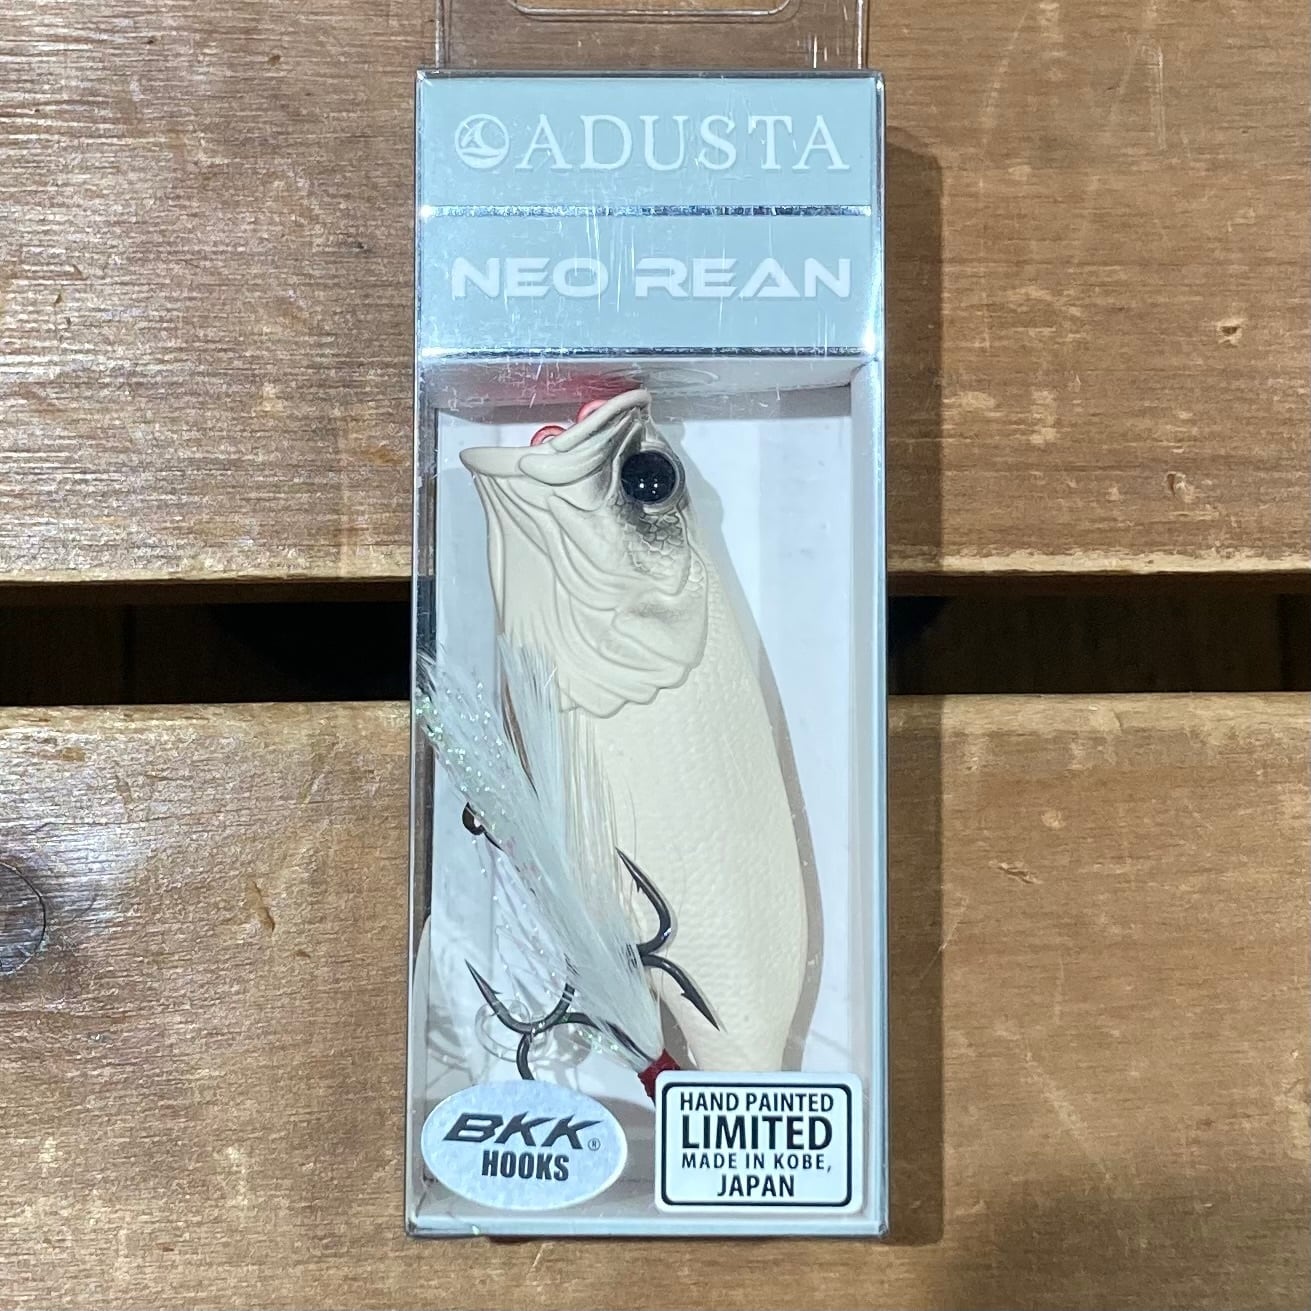 ADUSTA
NEO REAN
BKK®
HOOKS
HAND PAINTED
LIMITED
MADE IN KOBE,
JAPAN